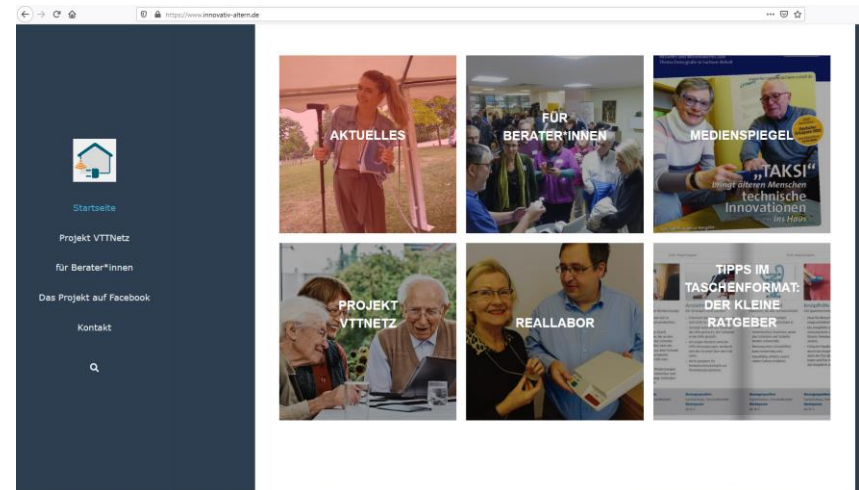 https://www.innovativ-altern.de
Startseite
Projekt VTTNetz
für Berater*innen
Das Projekt auf Facebook
Kontakt
AKTUELLES
FÜR
BERATER*INNEN
MEDIENSPIEGEL
„TAKSI“
Bringt älteren Menschen
technische
Innovationen
ins Haus
PROJEKT
VTTNETZ
REALLABOR
TIPPS IM
TASCHENFORMAT:
DER KLEINE
RATGEBER